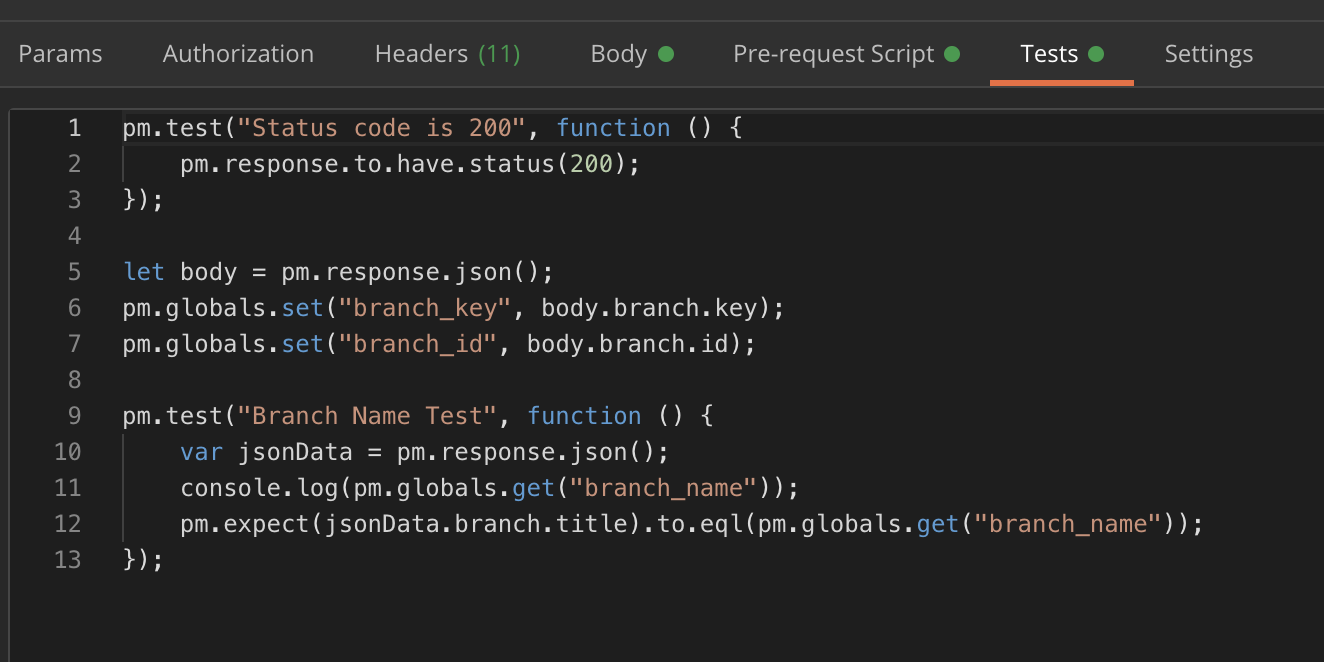 Params Authorization Headers (11) Body Pre-request Script Tests Settings
1 pm.test("Status code is 200", function () {
2     pm.response.to.have.status(200);
3 });
4
5 let body = pm.response.json();
6 pm.globals.set("branch_key", body.branch.key);
7 pm.globals.set("branch_id", body.branch.id);
8
9 pm.test("Branch Name Test", function () {
10     var jsonData = pm.response.json();
11     console.log(pm.globals.get("branch_name"));
12     pm.expect(jsonData.branch.title).to.eql(pm.globals.get("branch_name"));
13 });